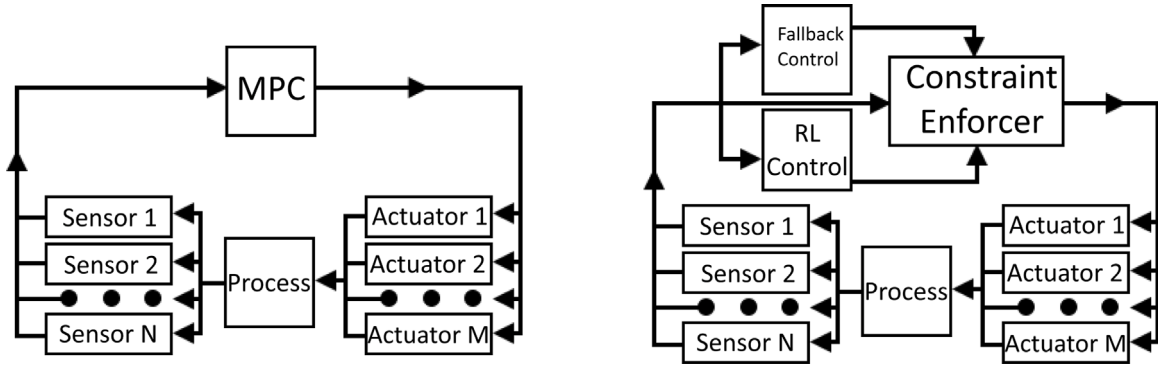 MPC
Sensor 1
Sensor 2
Sensor N
Process
Actuator 1
Actuator 2
Actuator M
Fallback
Control
RL
Control
Constraint
Enforcer
Sensor 1
Sensor 2
Sensor N
Process
Actuator 1
Actuator 2
Actuator M